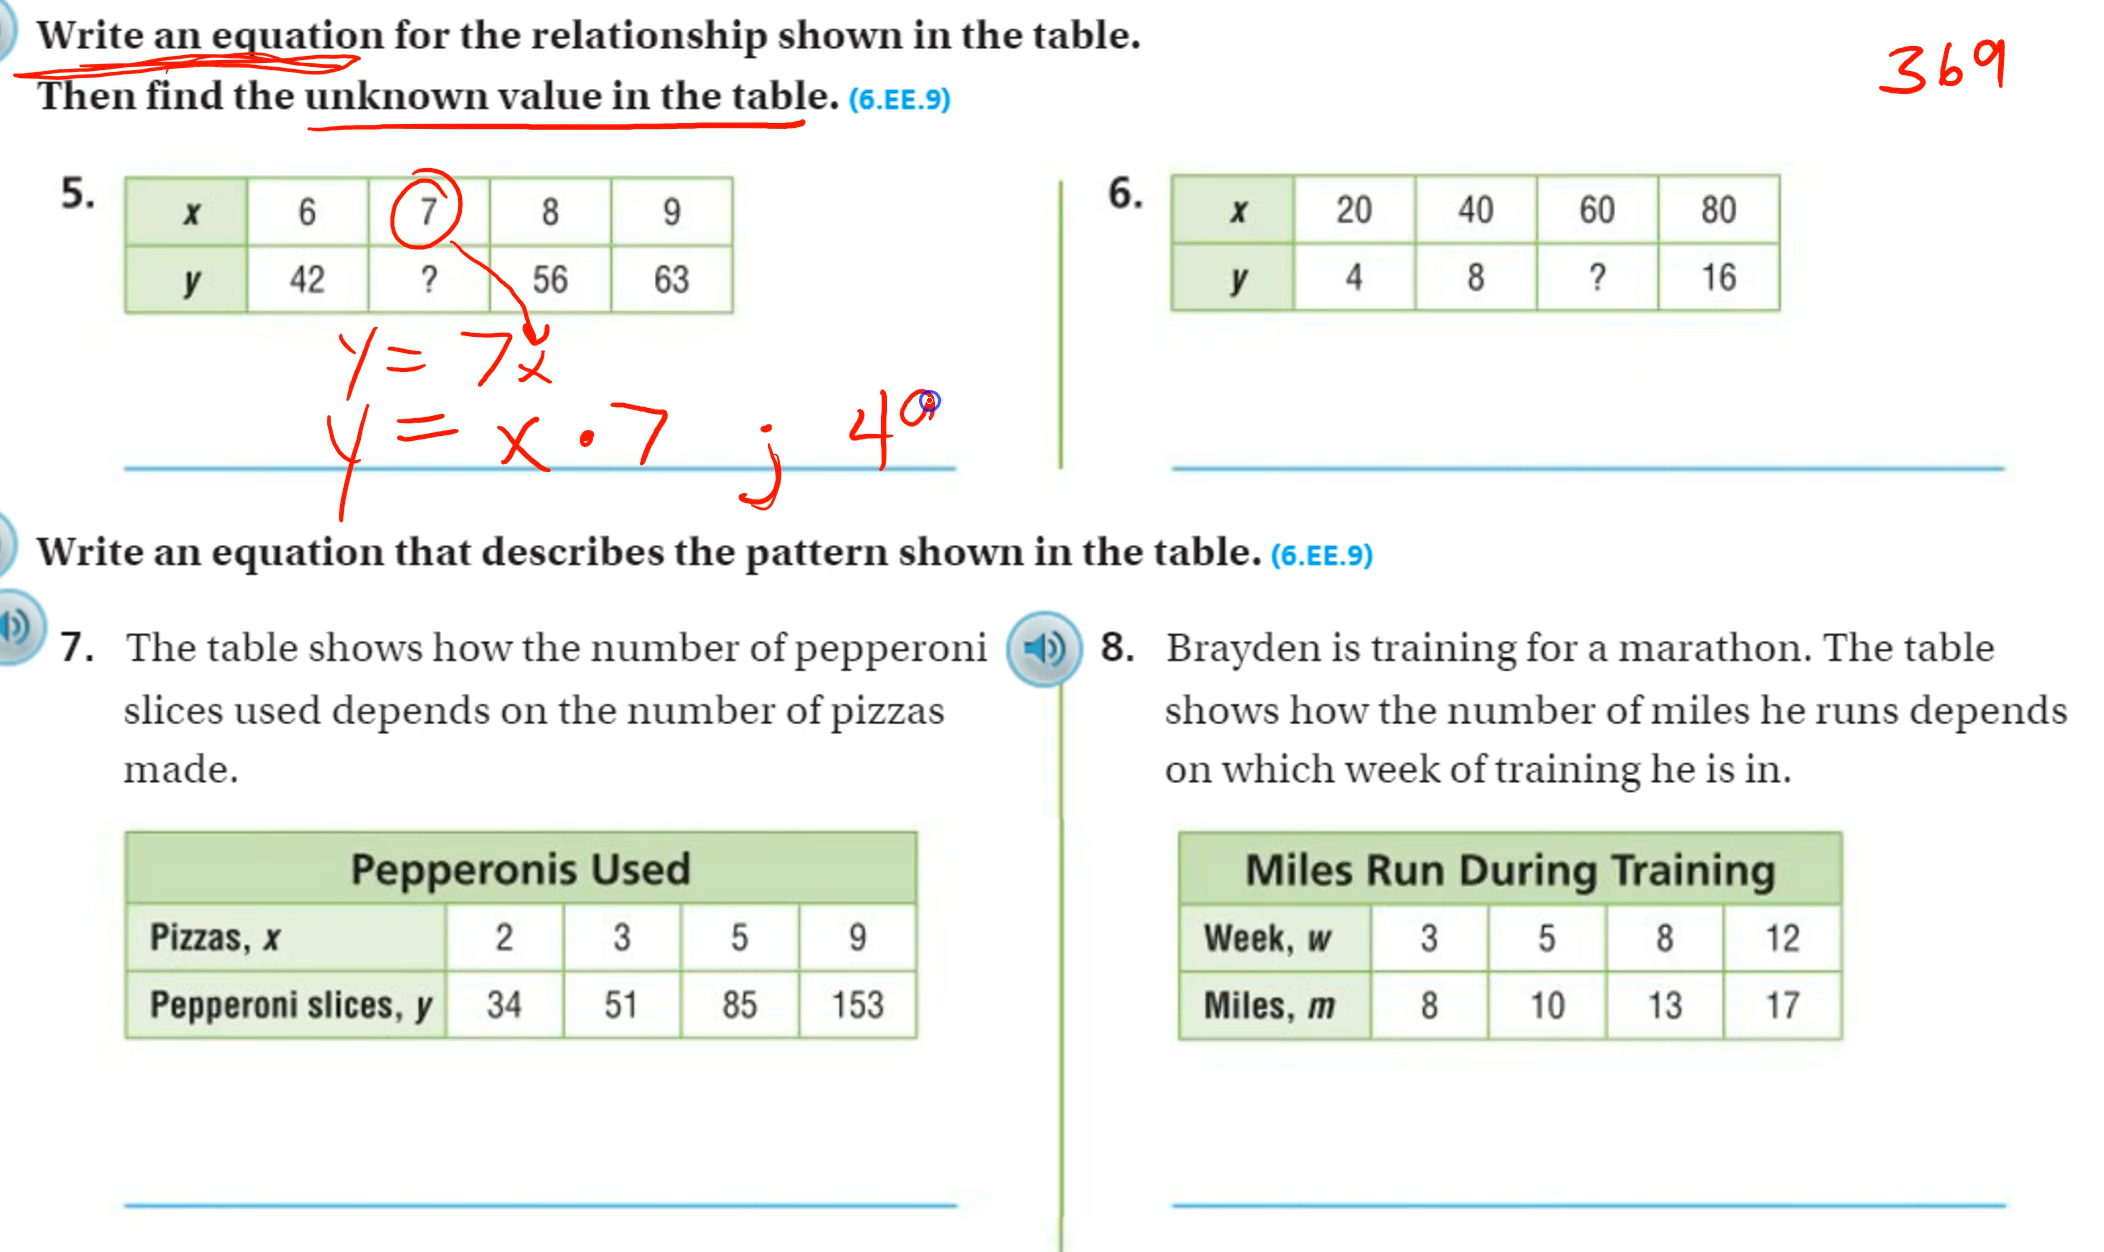 Write an equation for the relationship shown in the table.
369
Then find the unknown value in the table. (6.EE.9)
5.
x 6 7 8 9
y 42 ? 56 63
y = 7x
y = x · 7 ; 49
6.
x 20 40 60 80
y 4 8 ? 16
Write an equation that describes the pattern shown in the table. (6.EE.9)
7. The table shows how the number of pepperoni
slices used depends on the number of pizzas
made.
Pepperonis Used
Pizzas, x 2 3 5 9
Pepperoni slices, y 34 51 85 153
8. Brayden is training for a marathon. The table
shows how the number of miles he runs depends
on which week of training he is in.
Miles Run During Training
Week, w 3 5 8 12
Miles, m 8 10 13 17